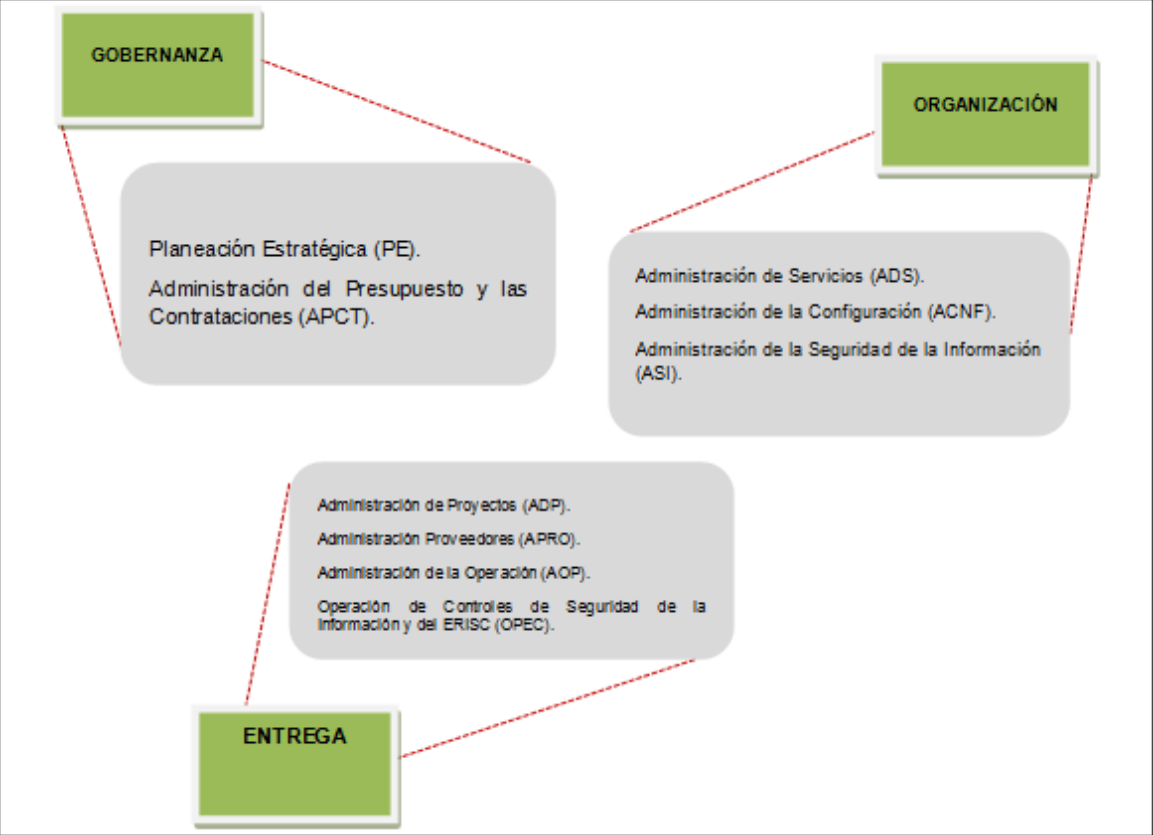 GOBERNANZA
Planeación Estratégica (PE).
Administración del Presupuesto y las
Contrataciones (APCT).
ORGANIZACIÓN
Administración de Servicios (ADS).
Administración de la Configuración (ACNF).
Administración de la Seguridad de la Información
(ASI).
Administración de Proyectos (ADP).
Administración Proveedores (APRO).
Administración de la Operación (AOP).
Operación de Controles de Seguridad de la
Información y del ERISC (OPEC).
ENTREGA